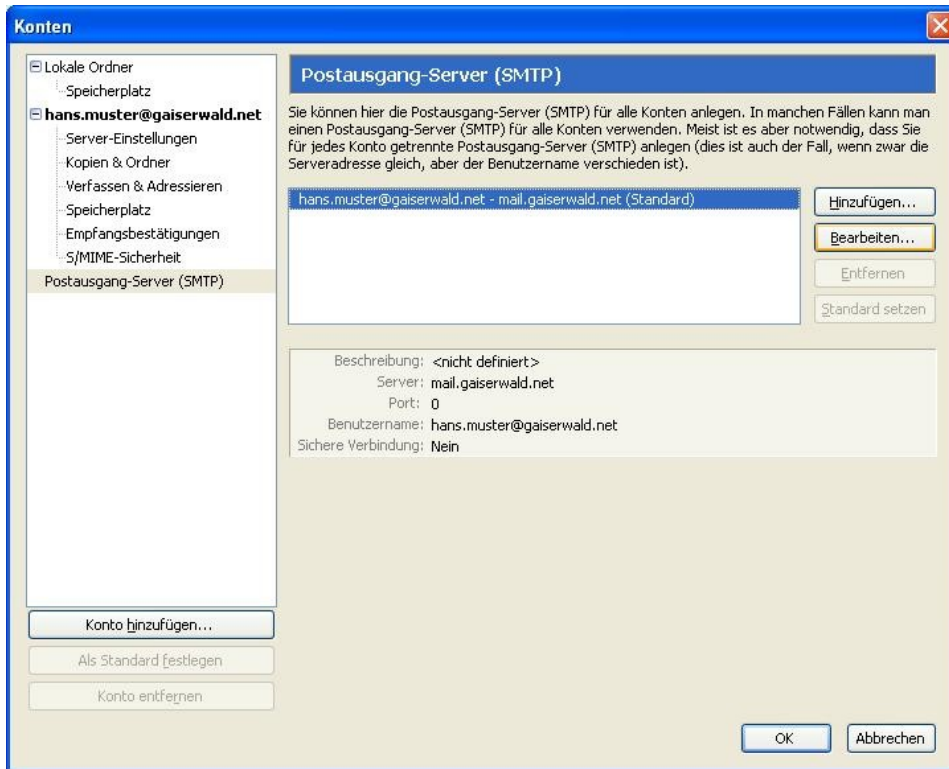 Konten
Lokale Ordner
Speicherplatz
hans.muster@gaiserwald.net
Server-Einstellungen
Kopien & Ordner
Verfassen & Adressieren
Speicherplatz
Empfangsbestätigungen
S/MIME-Sicherheit
Postausgang-Server (SMTP)
Konto hinzufügen...
Als Standard festlegen
Konto entfernen
Postausgang-Server (SMTP)
Sie können hier die Postausgang-Server (SMTP) für alle Konten anlegen. In manchen Fällen kann man
einen Postausgang-Server (SMTP) für alle Konten verwenden. Meist ist es aber notwendig, dass Sie
für jedes Konto getrennte Postausgang-Server (SMTP) anlegen (dies ist auch der Fall, wenn zwar die
Serveradresse gleich, aber der Benutzername verschieden ist).
hans.muster@gaiserwald.net - mail.gaiserwald.net (Standard)
Hinzufügen...
Bearbeiten...
Entfernen
Standard setzen
Beschreibung: <nicht definiert>
Server: mail.gaiserwald.net
Port: 0
Benutzername: hans.muster@gaiserwald.net
Sichere Verbindung: Nein
OK
Abbrechen